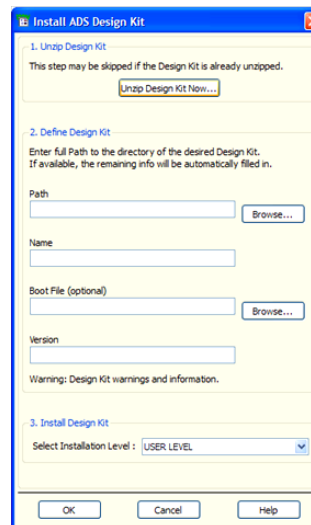 Install ADS Design Kit
1. Unzip Design Kit
This step may be skipped if the Design Kit is already unzipped.
Unzip Design Kit Now...
2. Define Design Kit
Enter full Path to the directory of the desired Design Kit.
If available, the remaining info will be automatically filled in.
Path
Browse...
Name
Boot File (optional)
Browse...
Version
Warning: Design Kit warnings and information.
3. Install Design Kit
Select Installation Level : USER LEVEL
OK Cancel Help